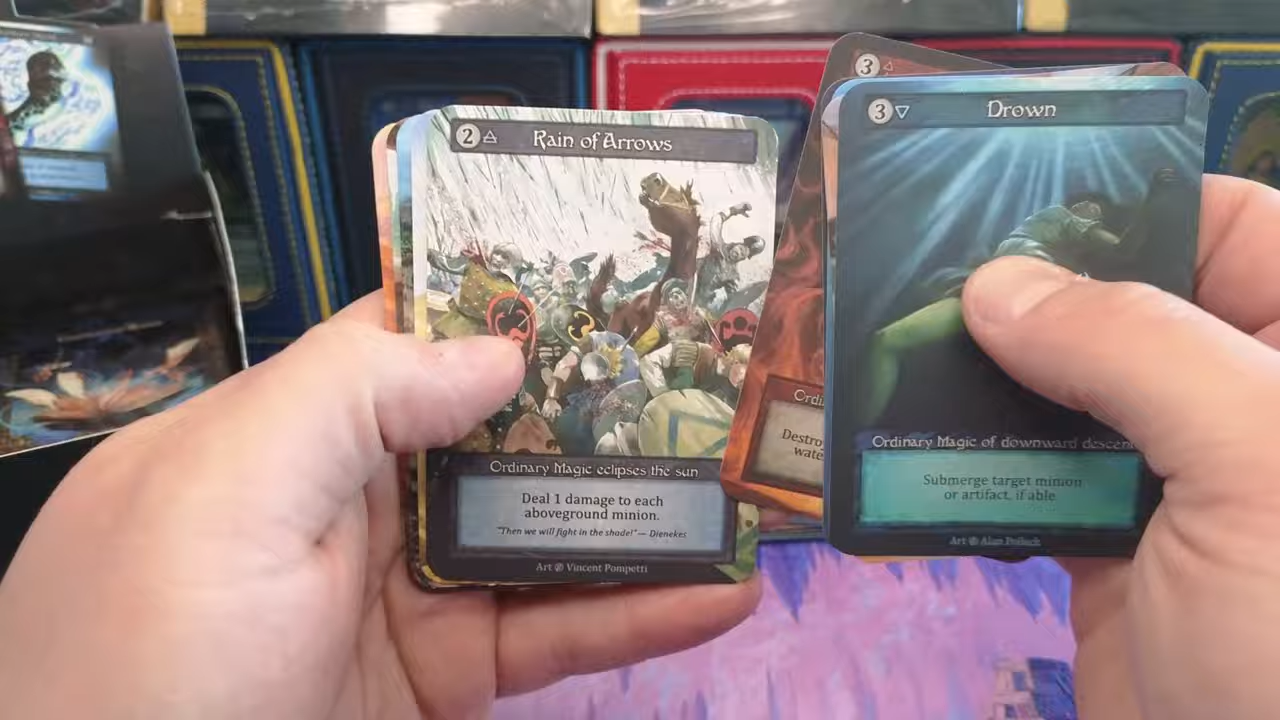 2
Rain of Arrows
Ordinary Magic eclipses the sun
Deal 1 damage to each
aboveground minion.
"Then we will fight in the shade!" — Dienekes
Art @ Vincent Pompetti
3
Destro
wate
3
Drown
Ordinary Magic of downward descent
Submerge target minion
or artifact, if able
Art @ Alan Pollack